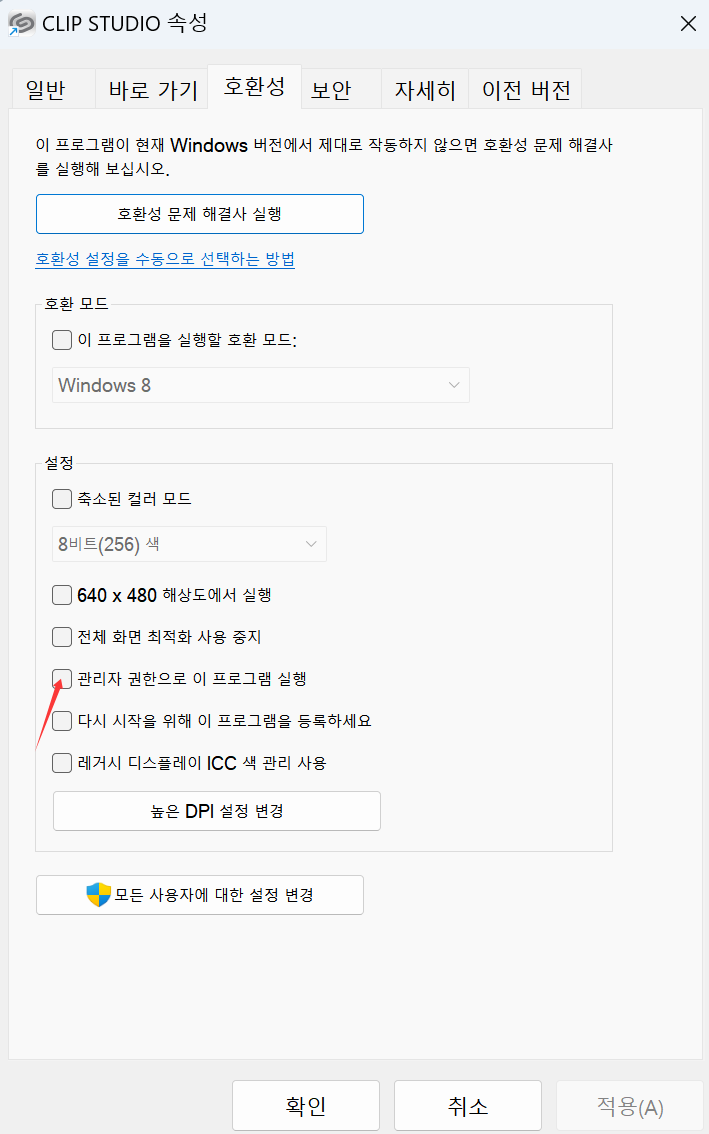 CLIP STUDIO 속성
일반
바로 가기
호환성
보안
자세히
이전 버전
이 프로그램이 현재 Windows 버전에서 제대로 작동하지 않으면 호환성 문제 해결사
를 실행해 보십시오.
호환성 문제 해결사 실행
호환성 설정을 수동으로 선택하는 방법
호환 모드
이 프로그램을 실행할 호환 모드:
Windows 8
설정
축소된 컬러 모드
8비트(256) 색
640 x 480 해상도에서 실행
전체 화면 최적화 사용 중지
관리자 권한으로 이 프로그램 실행
다시 시작을 위해 이 프로그램을 등록하세요
레거시 디스플레이 ICC 색 관리 사용
높은 DPI 설정 변경
모든 사용자에 대한 설정 변경
확인
취소
적용(A)